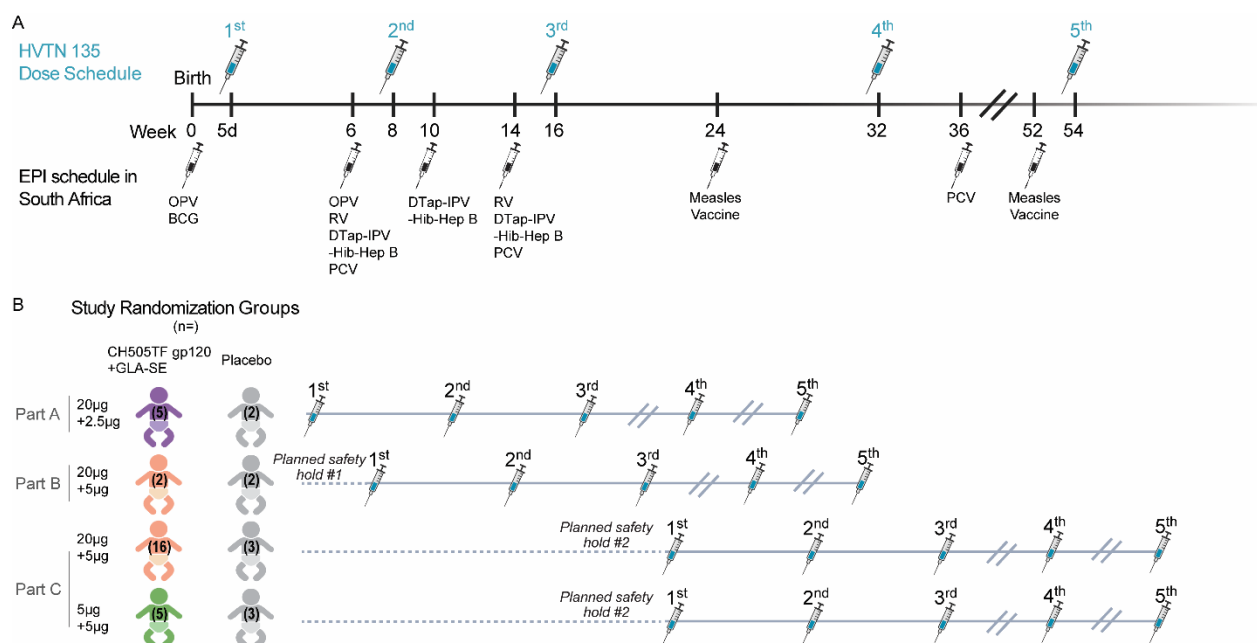 A
HVTN 135
Dose Schedule
1st
2nd
3rd
4th
5th
Birth
Week
0
5d
6
8
10
14
16
24
32
36
52
54
EPI schedule in
South Africa
OPV
BCG
OPV
RV
DTap-IPV
-Hib-Hep B
PCV
DTap-IPV
-Hib-Hep B
RV
DTap-IPV
-Hib-Hep B
PCV
Measles
Vaccine
PCV
Measles
Vaccine
B
Study Randomization Groups
(n=)
CH505TF gp120
+GLA-SE
Placebo
Part A
20µg
+2.5µg
(5)
(2)
1st
2nd
3rd
4th
5th
Part B
20µg
+5µg
(2)
(2)
Planned safety
hold #1
1st
2nd
3rd
4th
5th
Part C
20µg
+5µg
(16)
(3)
Planned safety
hold #2
1st
2nd
3rd
4th
5th
5µg
+5µg
(5)
(3)
Planned safety
hold #2
1st
2nd
3rd
4th
5th